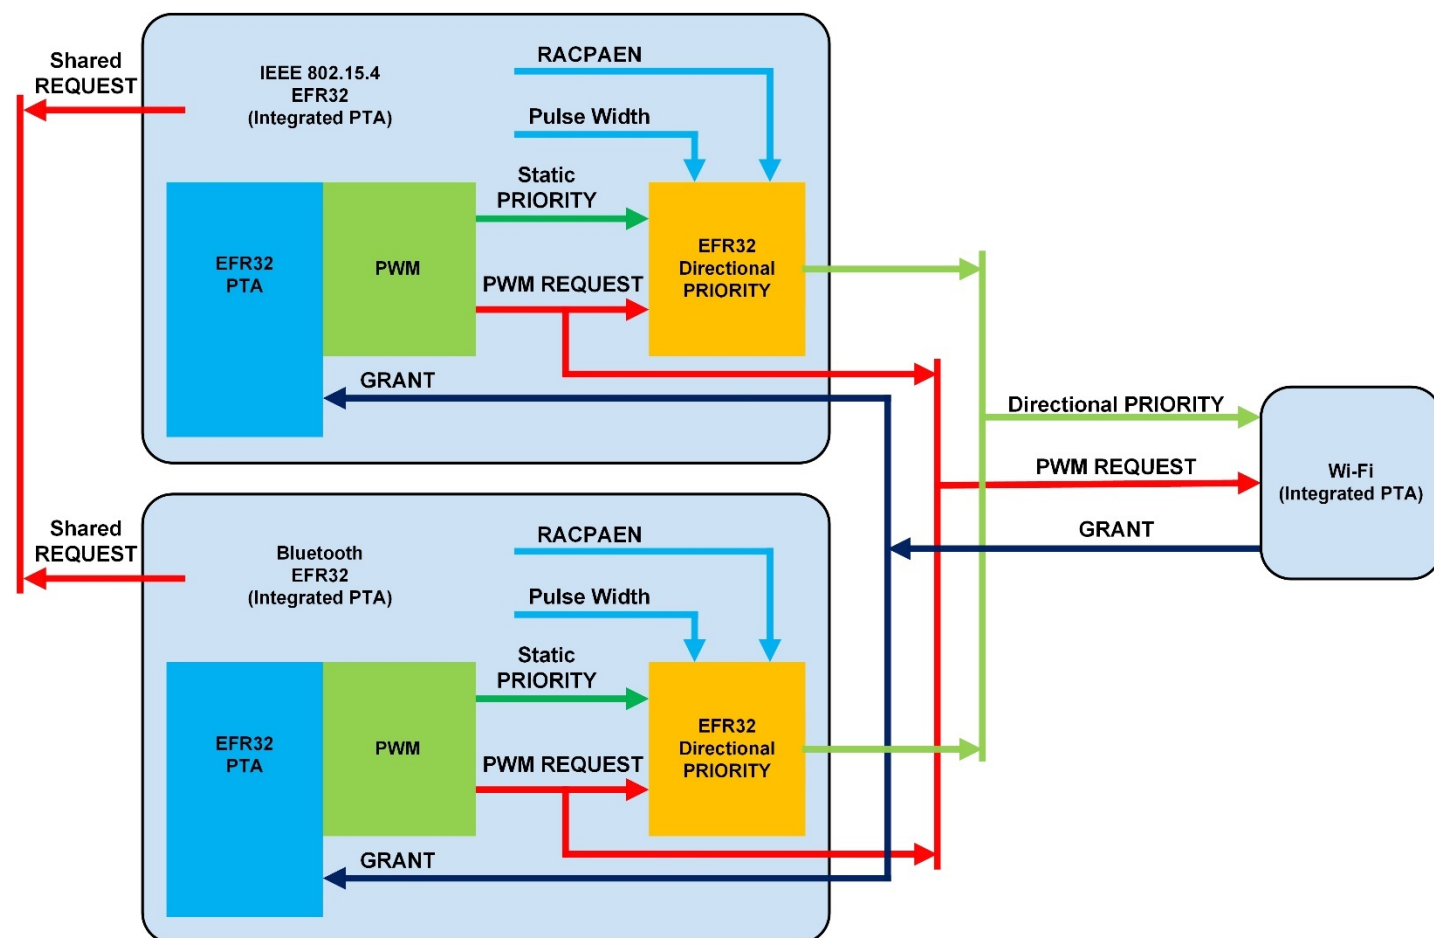 Shared
REQUEST
IEEE 802.15.4
EFR32
(Integrated PTA)
RACPAEN
Pulse Width
Static
PRIORITY
EFR32
PTA
PWM
PWM REQUEST
EFR32
Directional
PRIORITY
GRANT
Directional PRIORITY
PWM REQUEST
GRANT
Wi-Fi
(Integrated PTA)
Shared
REQUEST
Bluetooth
EFR32
(Integrated PTA)
RACPAEN
Pulse Width
Static
PRIORITY
EFR32
PTA
PWM
PWM REQUEST
EFR32
Directional
PRIORITY
GRANT